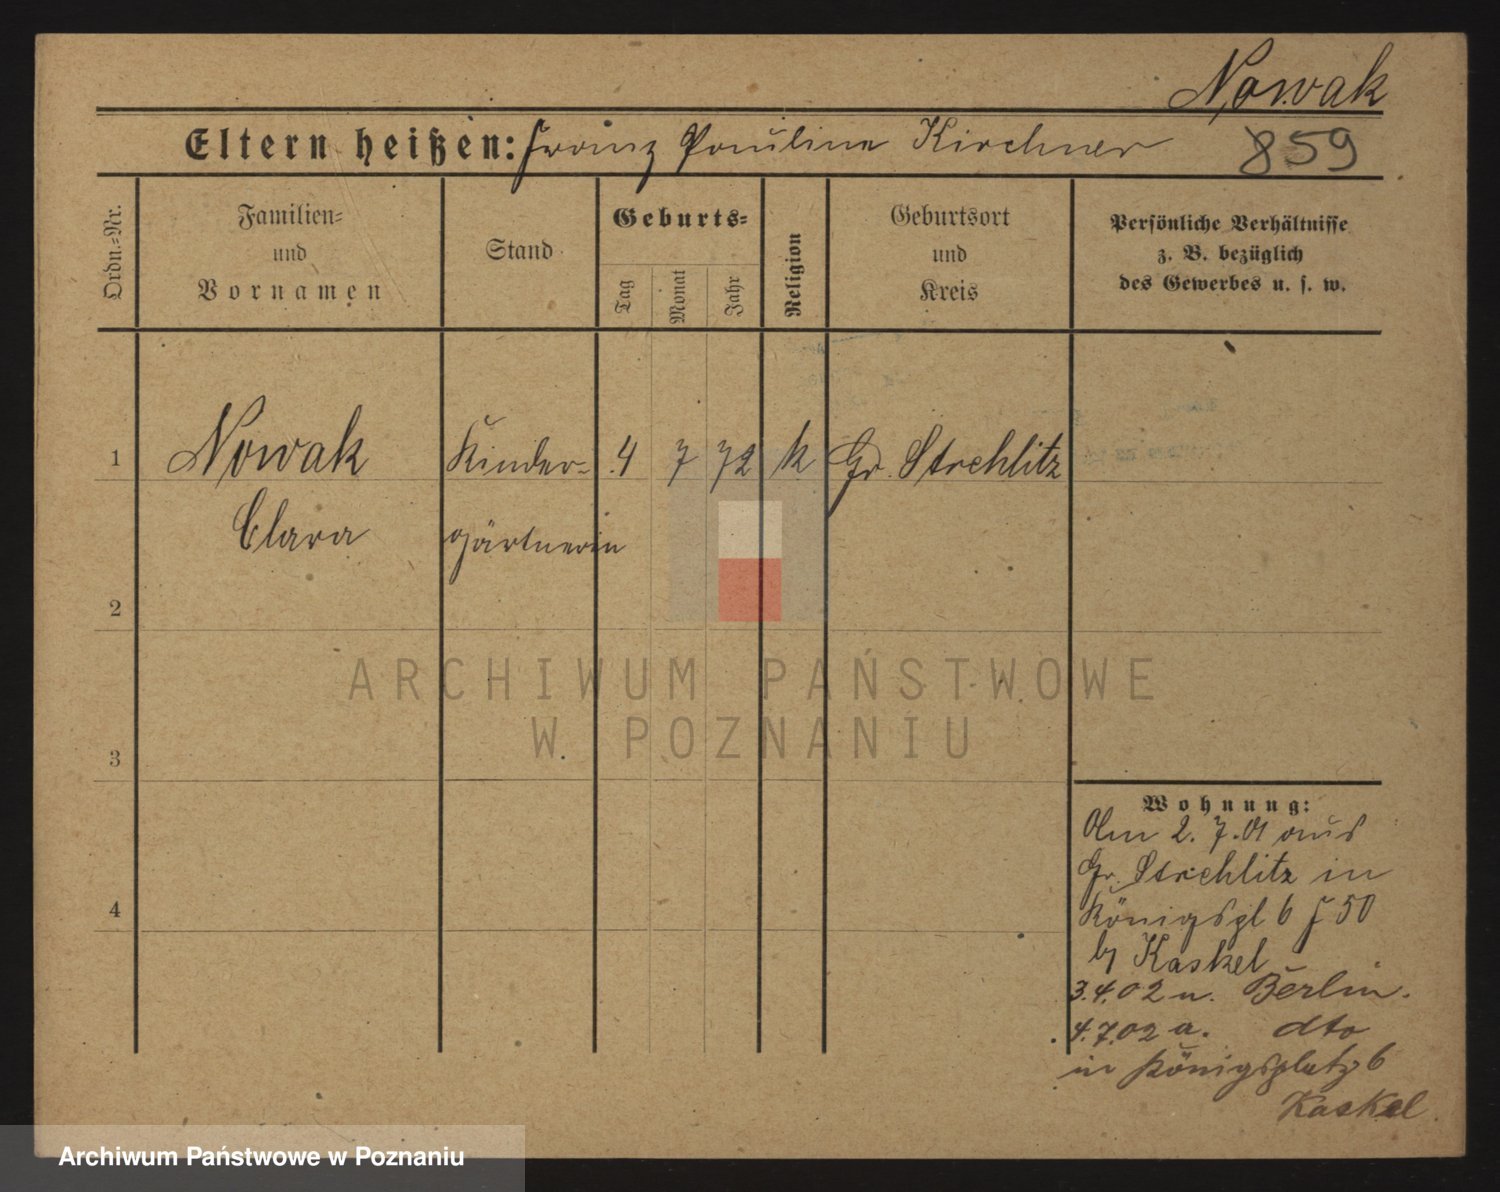 Nowak
Eltern heißen: Franz Pauline Kirchner
859
Ordn.=Nr.
Familien=
und
Vornamen
Stand
Geburts=
Tag
Monat
Jahr
Religion
Geburtsort
und
Kreis
Persönliche Verhältnisse
z. B. bezüglich
des Gewerbes u. s. w.
1
Nowak
Kinder=
4 7 72 k Gr. Strehlitz
Clara
gärtnerin
2
3
4
ARCHIWUM PAŃSTWOWE
W POZNANIU
Wohnung:
Am 2. 7. 01 aus
Gr. Strehlitz in
Königspl 6 50
by Kaskel
3.4.02 n. Berlin.
4.7.02 a. dto
in Königsplatz 6
Kaskel
Archiwum Państwowe w Poznaniu